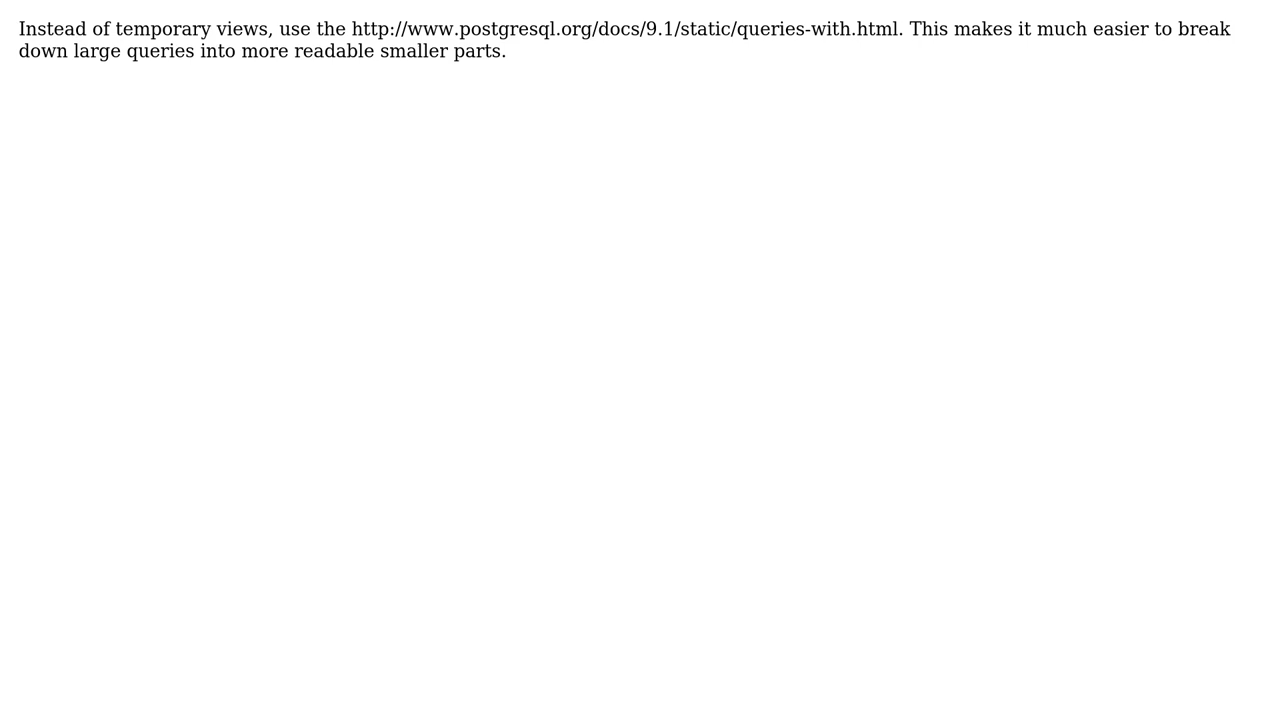 Instead of temporary views, use the http://www.postgresql.org/docs/9.1/static/queries-with.html. This makes it much easier to break
down large queries into more readable smaller parts.